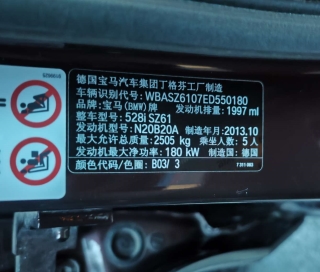 德国宝马汽车集团丁格芬工厂制造
车辆识别代号: WBASZ6107ED550180
品牌: 宝马(BMW)牌 发动机排量: 1997 ml
整车型号: 528i SZ61
发动机型号: N20B20A 制造年月: 2013.10
最大允许总质量: 2505 kg 乘坐人数: 5人
发动机最大净功率: 180 kW 制造国: 德国
颜色代码/色圈: B03/ 3